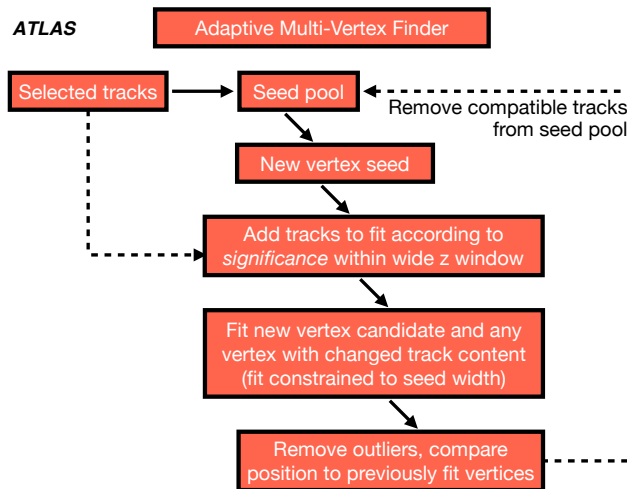 ATLAS
Adaptive Multi-Vertex Finder
Selected tracks
Seed pool
Remove compatible tracks
from seed pool
New vertex seed
Add tracks to fit according to
significance within wide z window
Fit new vertex candidate and any
vertex with changed track content
(fit constrained to seed width)
Remove outliers, compare
position to previously fit vertices